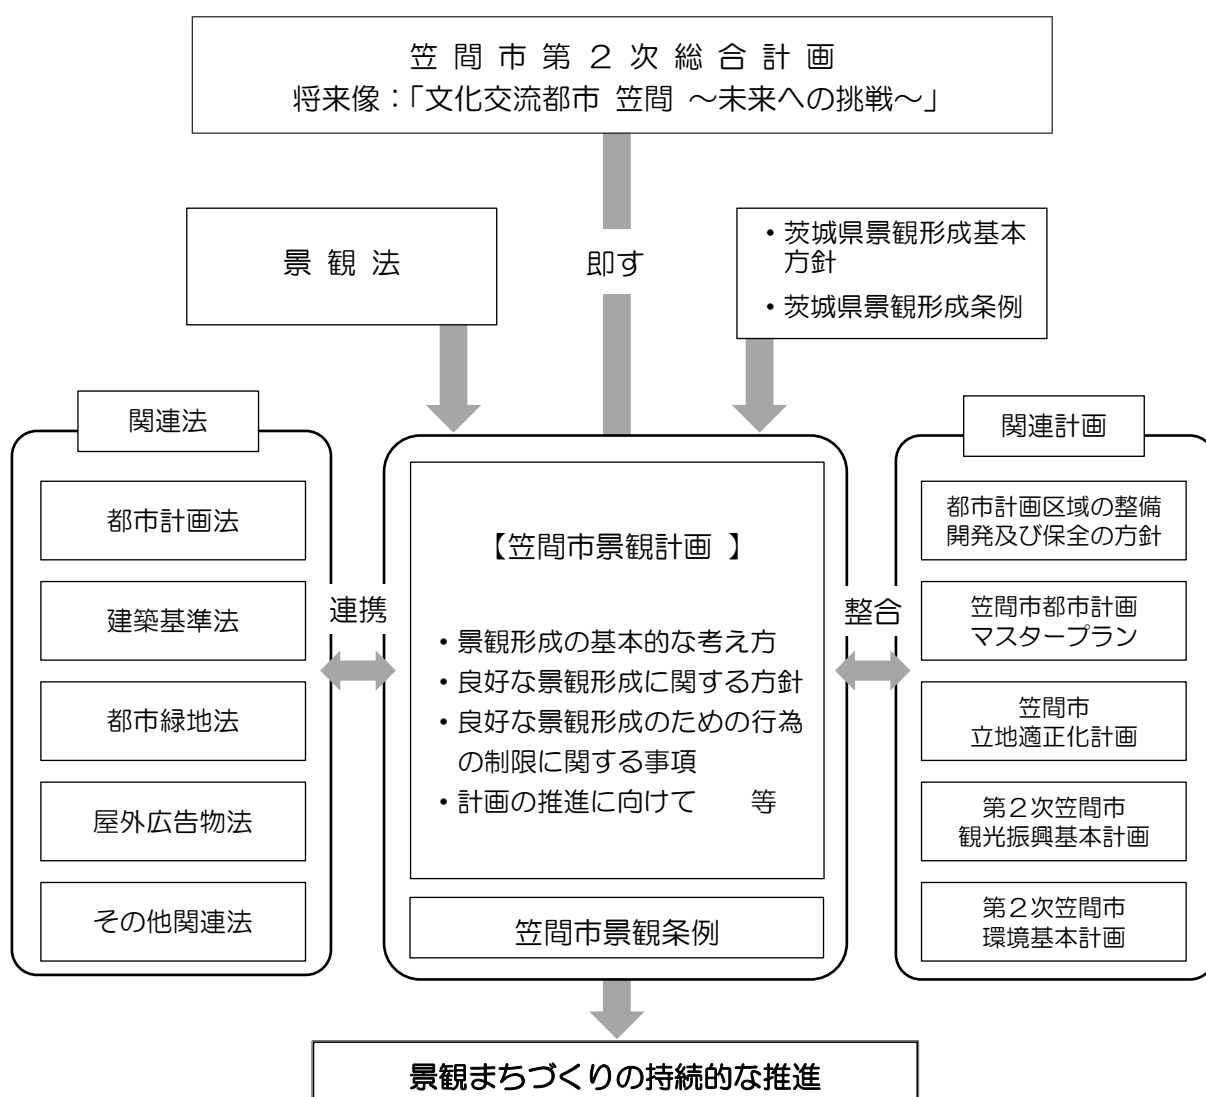 笠間市第２次総合計画
将来像：「文化交流都市 笠間 ～未来への挑戦～」
景観法
即す
・茨城県景観形成基本
方針
・茨城県景観形成条例
関連法
都市計画法
建築基準法
都市緑地法
屋外広告物法
その他関連法
連携
【笠間市景観計画 】
・景観形成の基本的な考え方
・良好な景観形成に関する方針
・良好な景観形成のための行為
の制限に関する事項
・計画の推進に向けて　等
笠間市景観条例
整合
関連計画
都市計画区域の整備
開発及び保全の方針
笠間市都市計画
マスタープラン
笠間市
立地適正化計画
第２次笠間市
観光振興基本計画
第２次笠間市
環境基本計画
景観まちづくりの持続的な推進